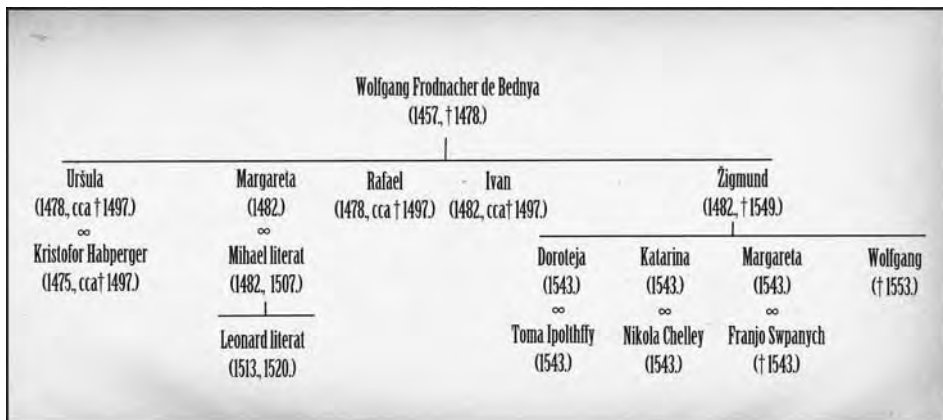 Wolfgang Frodnacher de Bednya
(1457., † 1478.)
Uršula Margareta Rafael Ivan Žigmund
(1478., cca † 1497.) (1482.) (1478., cca † 1497.) (1482., cca† 1497.) (1482., † 1549.)
∞ ∞
Kristofor Habperger Mihael literat Doroteja Katarina Margareta Wolfgang
(1475., cca† 1497.) (1482., 1507.) (1543.) (1543.) (1543.) († 1553.)
∞ ∞ ∞
Leonard literat Toma Ipolthffy Nikola Chelley Franjo Swpanych
(1513., 1520.) (1543.) (1543.) († 1543.)